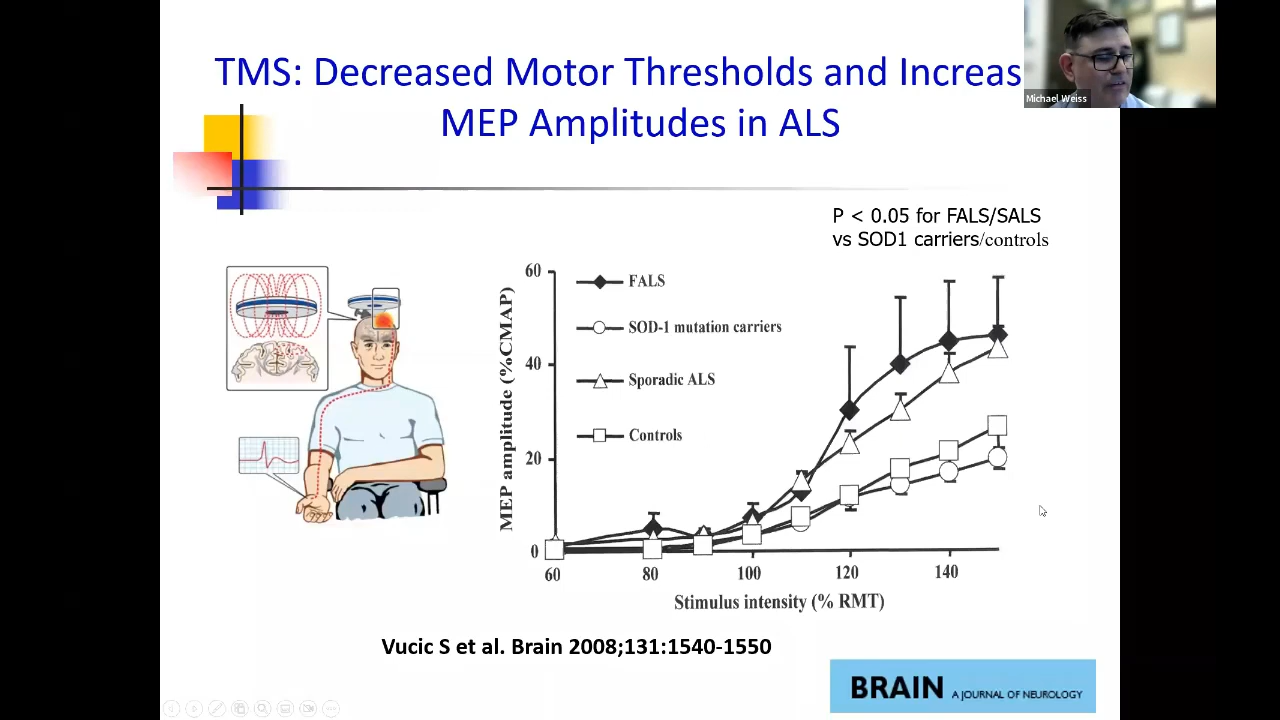 TMS: Decreased Motor Thresholds and Increas
MEP Amplitudes in ALS
Michael Weiss
P < 0.05 for FALS/SALS
vs SOD1 carriers/controls
MEP amplitude (%CMAP)
60
40
20
0
FALS
SOD-1 mutation carriers
Sporadic ALS
Controls
60 80 100 120 140
Stimulus intensity (% RMT)
Vucic S et al. Brain 2008;131:1540-1550
BRAIN A JOURNAL OF NEUROLOGY